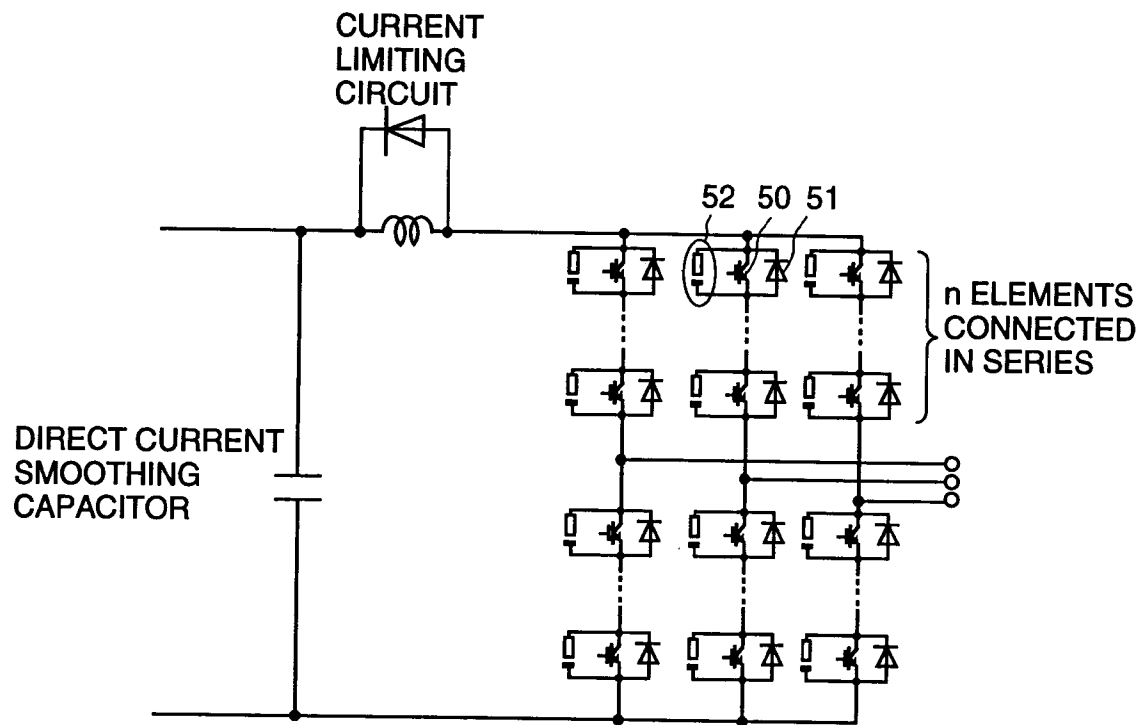 CURRENT
LIMITING
CIRCUIT
52 50 51
n ELEMENTS
CONNECTED
IN SERIES
DIRECT CURRENT
SMOOTHING
CAPACITOR